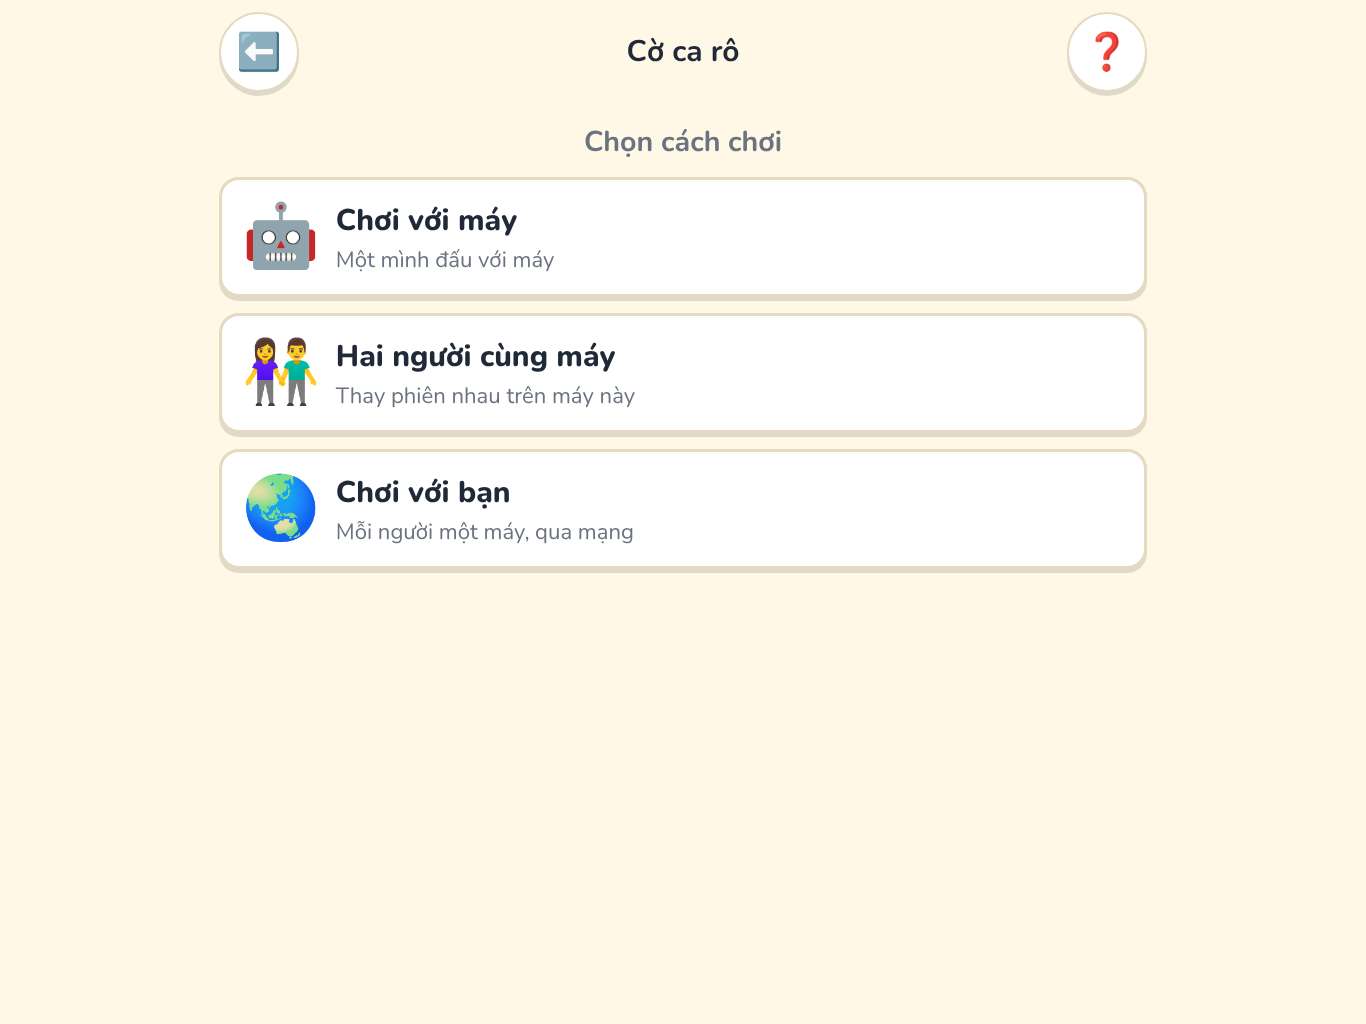 Cờ ca rô
Chọn cách chơi
Chơi với máy
Một mình đấu với máy
Hai người cùng máy
Thay phiên nhau trên máy này
Chơi với bạn
Mỗi người một máy, qua mạng